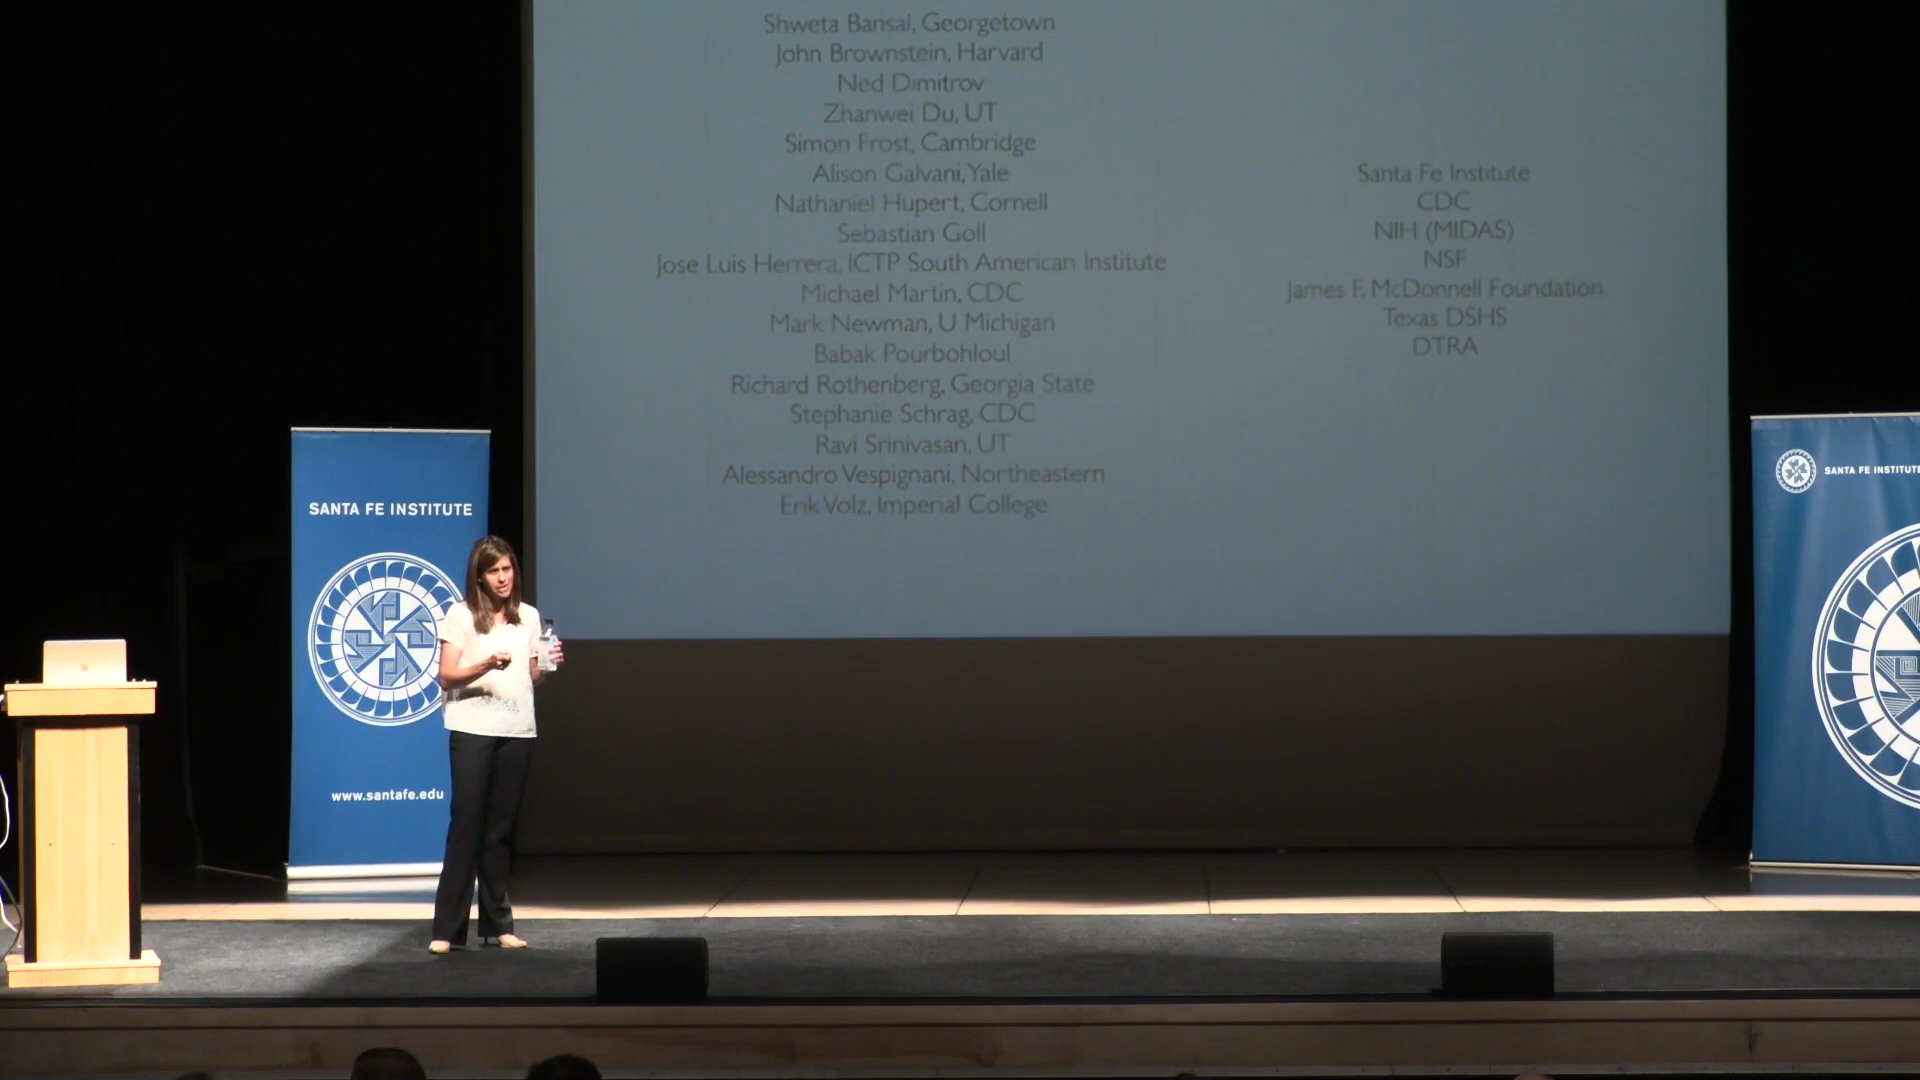 Shweta Bansal, Georgetown
John Brownstein, Harvard
Ned Dimitrov
Zhanwei Du, UT
Simon Frost, Cambridge
Alison Galvani, Yale
Nathaniel Hupert, Cornell
Sebastian Goll
Jose Luis Herrera, ICTP South American Institute
Michael Martin, CDC
Mark Newman, U Michigan
Babak Pourbohloul
Richard Rothenberg, Georgia State
Stephanie Schrag, CDC
Ravi Srinivasan, UT
Alessandro Vespignani, Northeastern
Erik Volz, Imperial College
Santa Fe Institute
CDC
NIH (MIDAS)
NSF
James F. McDonnell Foundation
Texas DSHS
DTRA
SANTA FE INSTITUTE
www.santafe.edu
SANTA FE INSTITUTE